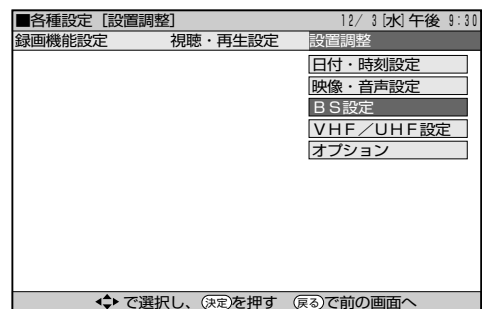 ■各種設定 [設置調整] 12/ 3[水]午後 9:30
録画機能設定 視聴・再生設定 設置調整
日付・時刻設定
映像・音声設定
BS設定
VHF/UHF設定
オプション
で選択し、決定を押す 戻るで前の画面へ